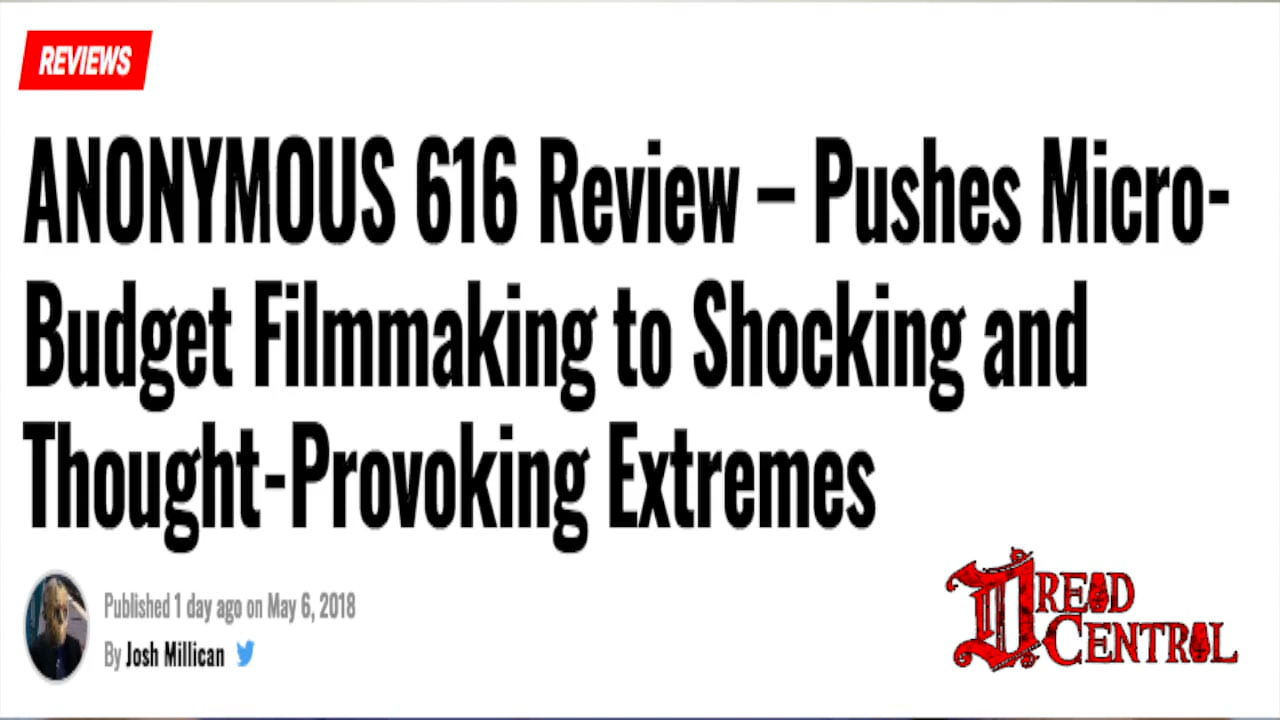 REVIEWS
ANONYMOUS 616 Review – Pushes Micro-
Budget Filmmaking to Shocking and
Thought-Provoking Extremes
Published 1 day ago on May 6, 2018
By Josh Millican
DREAD
CENTRAL